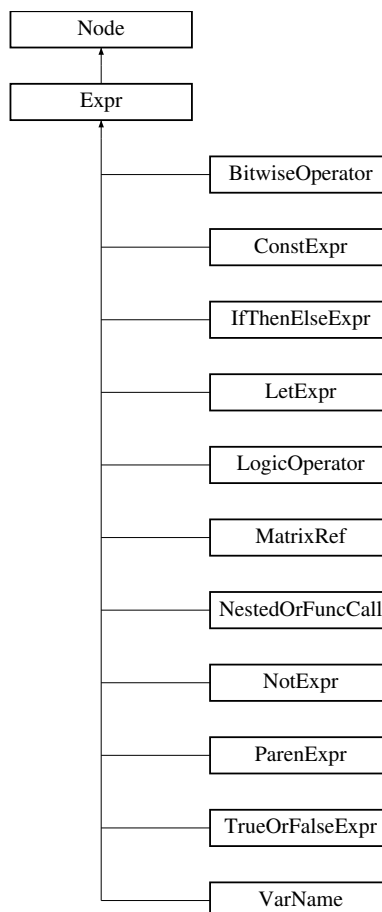 Node
Expr
BitwiseOperator
ConstExpr
IfThenElseExpr
LetExpr
LogicOperator
MatrixRef
NestedOrFuncCall
NotExpr
ParenExpr
TrueOrFalseExpr
VarName